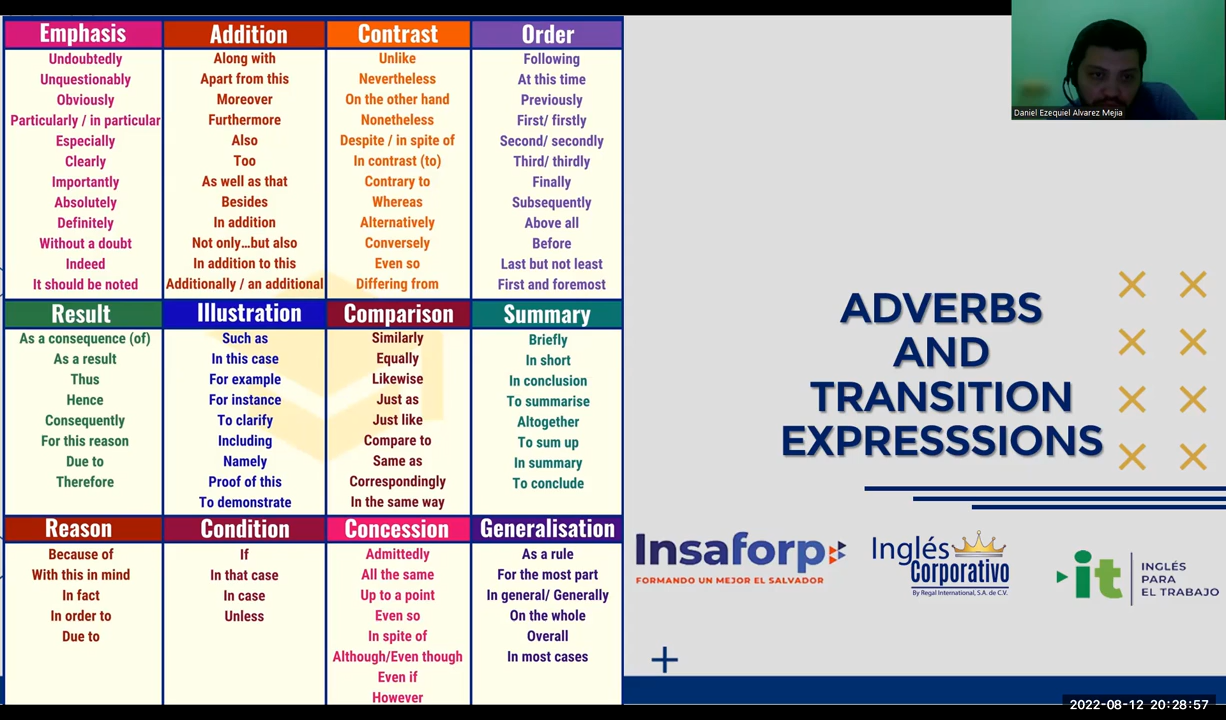 Emphasis
Undoubtedly
Unquestionably
Obviously
Particularly / in particular
Especially
Clearly
Importantly
Absolutely
Definitely
Without a doubt
Indeed
It should be noted
Addition
Along with
Apart from this
Moreover
Furthermore
Also
Too
As well as that
Besides
In addition
Not only...but also
In addition to this
Additionally / an additional
Contrast
Unlike
Nevertheless
On the other hand
Nonetheless
Despite / in spite of
In contrast (to)
Contrary to
Whereas
Alternatively
Conversely
Even so
Differing from
Order
Following
At this time
Previously
First/ firstly
Second/ secondly
Third/ thirdly
Finally
Subsequently
Above all
Before
Last but not least
First and foremost
Result
As a consequence (of)
As a result
Thus
Hence
Consequently
For this reason
Due to
Therefore
Illustration
Such as
In this case
For example
For instance
To clarify
Including
Namely
Proof of this
To demonstrate
Comparison
Similarly
Equally
Likewise
Just as
Just like
Compare to
Same as
Correspondingly
In the same way
Summary
Briefly
In short
In conclusion
To summarise
Altogether
To sum up
In summary
To conclude
Reason
Because of
With this in mind
In fact
In order to
Due to
Condition
If
In that case
In case
Unless
Concession
Admittedly
All the same
Up to a point
Even so
In spite of
Although/Even though
Even if
However
Generalisation
As a rule
For the most part
In general/ Generally
On the whole
Overall
In most cases
Daniel Ezequiel Alvarez Mejia
ADVERBS
AND
TRANSITION
EXPRESSSIONS
Insaforp
FORMANDO UN MEJOR EL SALVADOR
Inglés
Corporativo
By Regal International, S.A. de C.V.
it
INGLÉS
PARA
EL TRABAJO
2022-08-12 20:28:57